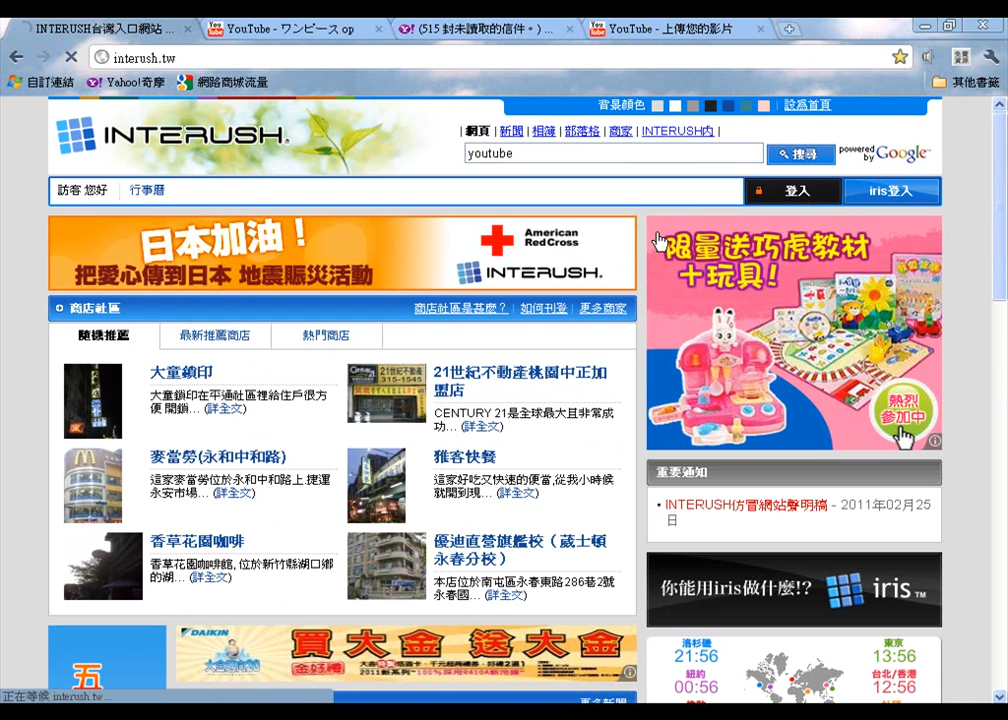 INTERUSH台灣入口網站 ...
YouTube - ワンピース op
(515 封未讀取的信件。) ...
YouTube - 上傳您的影片
interush.tw
自訂連結
Yahoo!奇摩
網路商城流量
其他書籤
背景顏色
設為首頁
INTERUSH.
| 網頁 | 新聞 | 相簿 | 部落格 | 商家 | INTERUSH內 |
youtube
搜尋
powered by Google
訪客 您好
行事曆
登入
iris登入
日本加油！
把愛心傳到日本 地震賑災活動
American
Red Cross
INTERUSH.
限量送巧虎教材
＋玩具！
熱烈
參加中
商店社區
商店社區是甚麼？ | 如何刊登 | 更多商家
隨機推薦
最新推薦商店
熱門商店
大童鎖印
大童鎖印在平通社區裡給住戶很方
便 開鎖... (詳全文)
21世紀不動產桃園中正加
盟店
CENTURY 21是全球最大且非常成
功... (詳全文)
麥當勞(永和中和路)
這家麥當勞位於永和中和路上.捷運
永安市場... (詳全文)
雅客快餐
這家好吃又快速的便當,從我小時候
就開到現... (詳全文)
香草花園咖啡
香草花園咖啡館, 位於新竹縣湖口鄉
的湖... (詳全文)
優迪直營旗艦校（葳士頓
永春分校）
本店位於南屯區永春東路286巷2號
永春國... (詳全文)
重要通知
INTERUSH仿冒網站聲明稿 - 2011年02月25
日
你能用iris做什麼!?
iris™
五
DAIKIN
買大金 送大金
金好禮
洛杉磯
21:56
紐約
00:56
東京
13:56
台北/香港
12:56
正在等候 interush.tw...
更多新聞